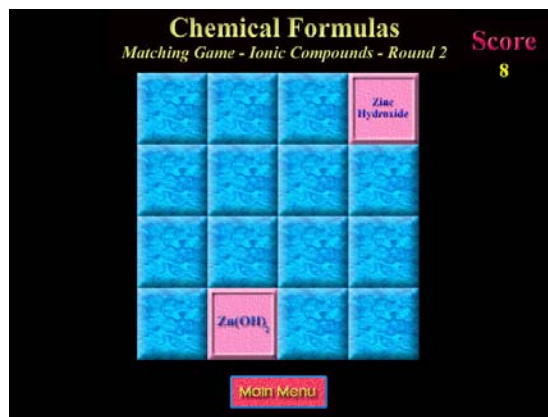 Chemical Formulas
Matching Game - Ionic Compounds - Round 2
Score
8
Zinc
Hydroxide
Zn(OH)₂
Main Menu